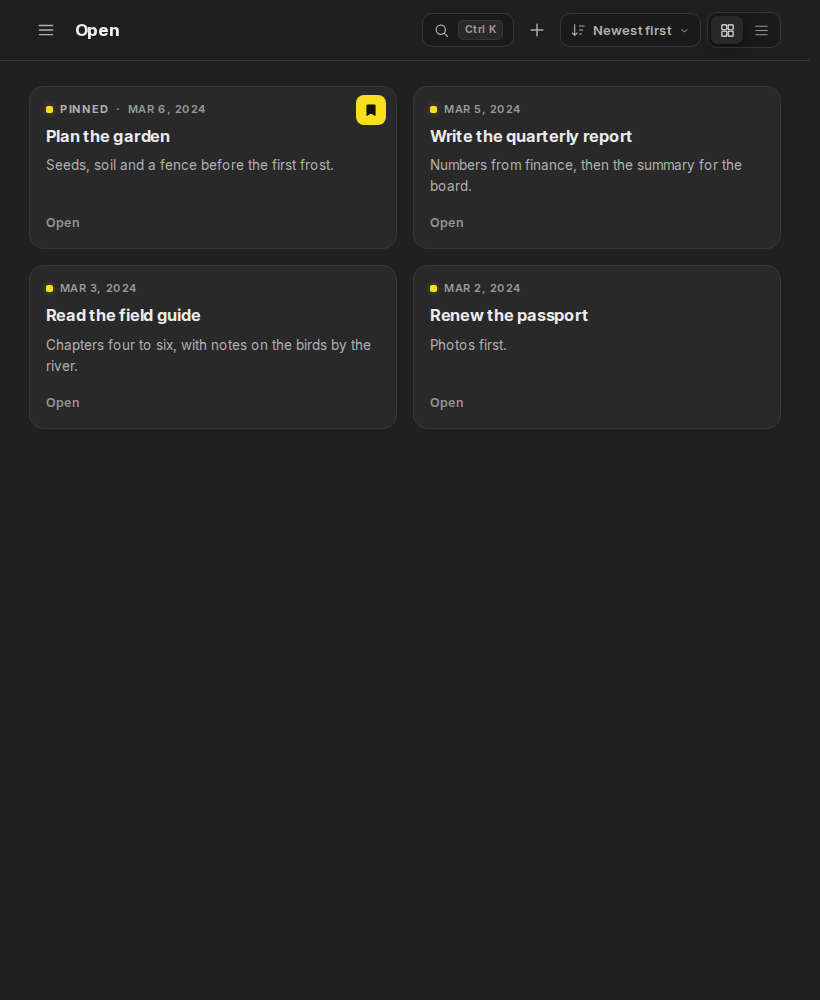 Open
Ctrl K
Newest first
PINNED · MAR 6, 2024
Plan the garden
Seeds, soil and a fence before the first frost.
Open
MAR 5, 2024
Write the quarterly report
Numbers from finance, then the summary for the
board.
Open
MAR 3, 2024
Read the field guide
Chapters four to six, with notes on the birds by the
river.
Open
MAR 2, 2024
Renew the passport
Photos first.
Open